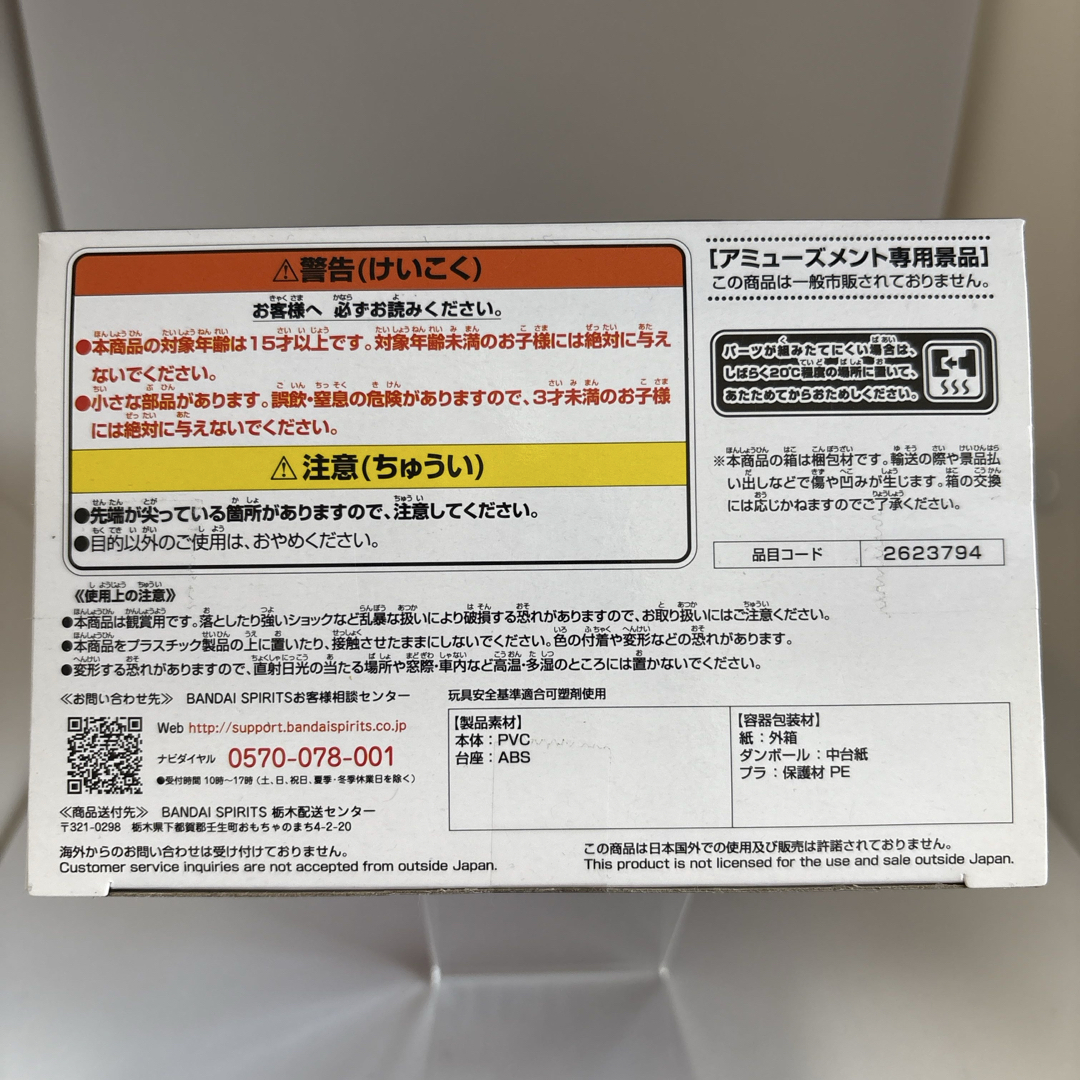 ⚠警告(けいこく)
お客様へ 必ずお読みください。
●本商品の対象年齢は15才以上です。対象年齢未満のお子様には絶対に与え
ないでください。
●小さな部品があります。誤飲・窒息の危険がありますので、3才未満のお子様
には絶対に与えないでください。
⚠注意(ちゅうい)
●先端が尖っている箇所がありますので、注意してください。
●目的以外のご使用は、おやめください。
[アミューズメント専用景品]
この商品は一般市販されておりません。
パーツが組みたてにくい場合は、
しばらく20℃程度の場所に置いて、
あたためてからおためしください。
※本商品の箱は梱包材です。輸送の際や景品払
い出しなどで傷や凹みが生じます。箱の交換
には応じかねますのでご了承ください。
品目コード 2623794
《使用上の注意》
●本商品は観賞用です。落としたり強いショックなど乱暴な扱いにより破損する恐れがありますので、お取り扱いにはご注意ください。
●本商品をプラスチック製品の上に置いたり、接触させたままにしないでください。色の付着や変形などの恐れがあります。
●変形する恐れがありますので、直射日光の当たる場所や窓際・車内など高温・多湿のところには置かないでください。
≪お問い合わせ先≫ BANDAI SPIRITSお客様相談センター
Web http://support.bandaispirits.co.jp
ナビダイヤル 0570-078-001
●受付時間 10時〜17時(土、日、祝日、夏季・冬季休業日を除く)
≪商品送付先≫ BANDAI SPIRITS 栃木配送センター
〒321-0298 栃木県下都賀郡壬生町おもちゃのまち4-2-20
玩具安全基準適合可塑剤使用
【製品素材】
本体：PVC
台座：ABS
【容器包装材】
紙：外箱
ダンボール：中台紙
プラ：保護材 PE
海外からのお問い合わせは受け付けておりません。
Customer service inquiries are not accepted from outside Japan.
この商品は日本国外での使用及び販売は許諾されておりません。
This product is not licensed for the use and sale outside Japan.